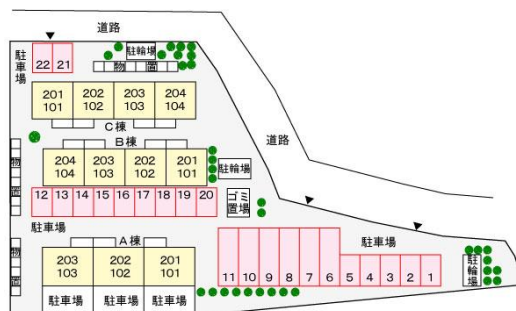 道路
駐車場
22 21
駐輪場
物置
201 202 203 204
101 102 103 104
C棟
B棟
道路
204 203 202 201
104 103 102 101
駐輪場
物置
12 13 14 15 16 17 18 19 20
ゴミ置場
駐車場
A棟
駐車場
203 202 201
103 102 101
物置
11 10 9 8 7 6 5 4 3 2 1
駐輪場
駐車場 駐車場 駐車場